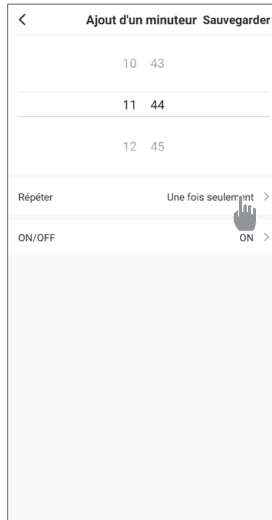 Ajout d'un minuteur Sauvegarder
10 43
11 44
12 45
Répéter Une fois seulement
ON/OFF ON